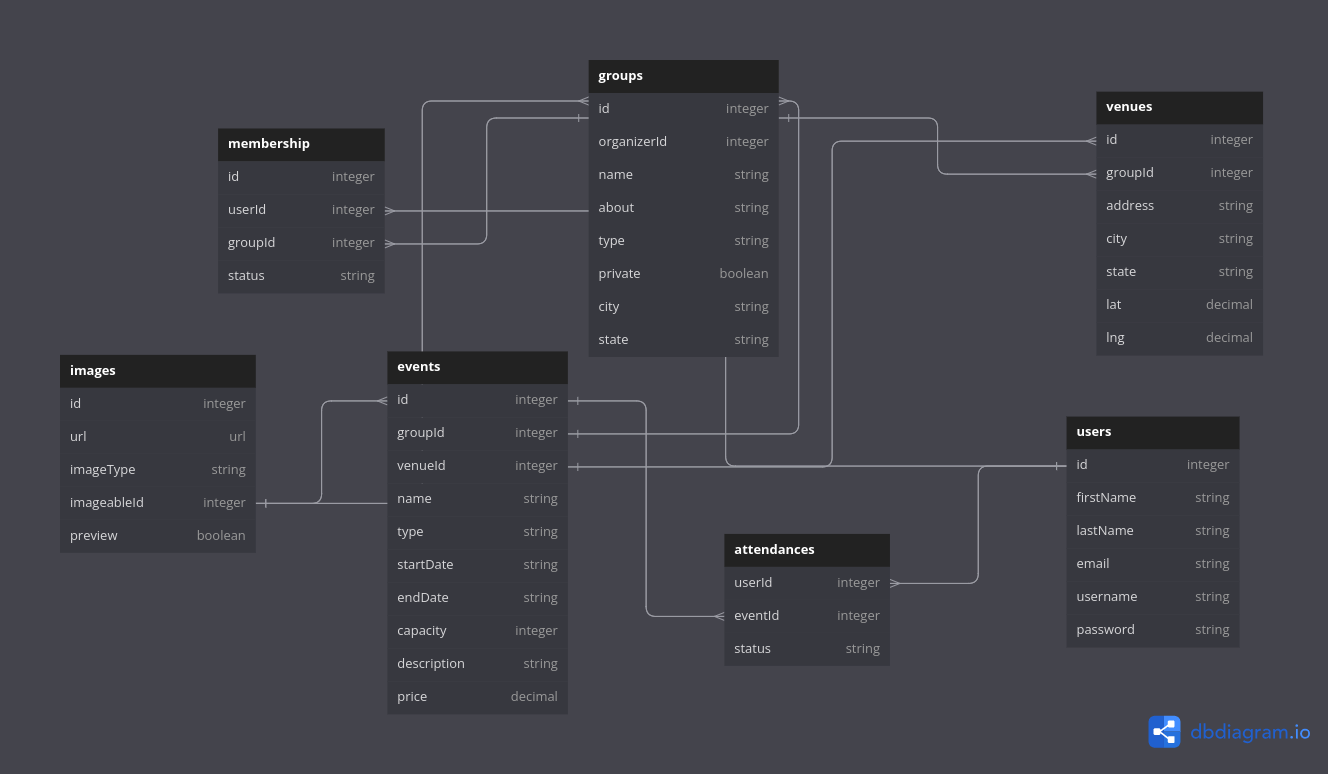 groups
id integer
organizerId integer
name string
about string
type string
private boolean
city string
state string
venues
id integer
groupId integer
address string
city string
state string
lat decimal
lng decimal
membership
id integer
userId integer
groupId integer
status string
images
id integer
url url
imageType string
imageableId integer
preview boolean
events
id integer
groupId integer
venueId integer
name string
type string
startDate string
endDate string
capacity integer
description string
price decimal
users
id integer
firstName string
lastName string
email string
username string
password string
attendances
userId integer
eventId integer
status string
dbdiagram.io